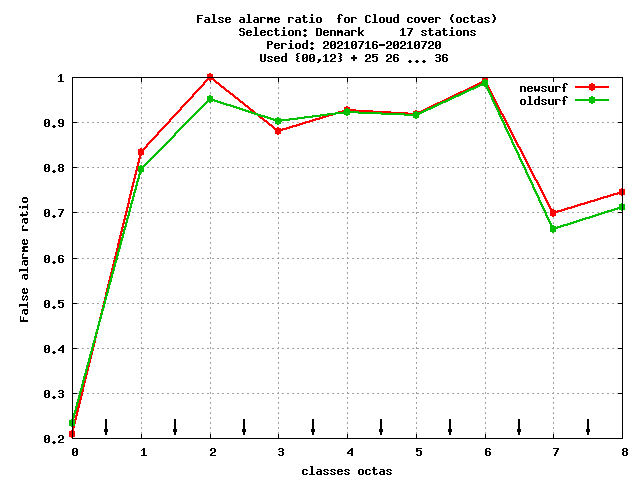 False alarme ratio  for Cloud cover (octas)
Selection: Denmark     17 stations
Period: 20210716-20210720
Used {00,12} + 25 26 ... 36
newsurf
oldsurf
1
0.9
0.8
0.7
0.6
0.5
0.4
0.3
0.2
False alarme ratio
0 1 2 3 4 5 6 7 8
classes octas